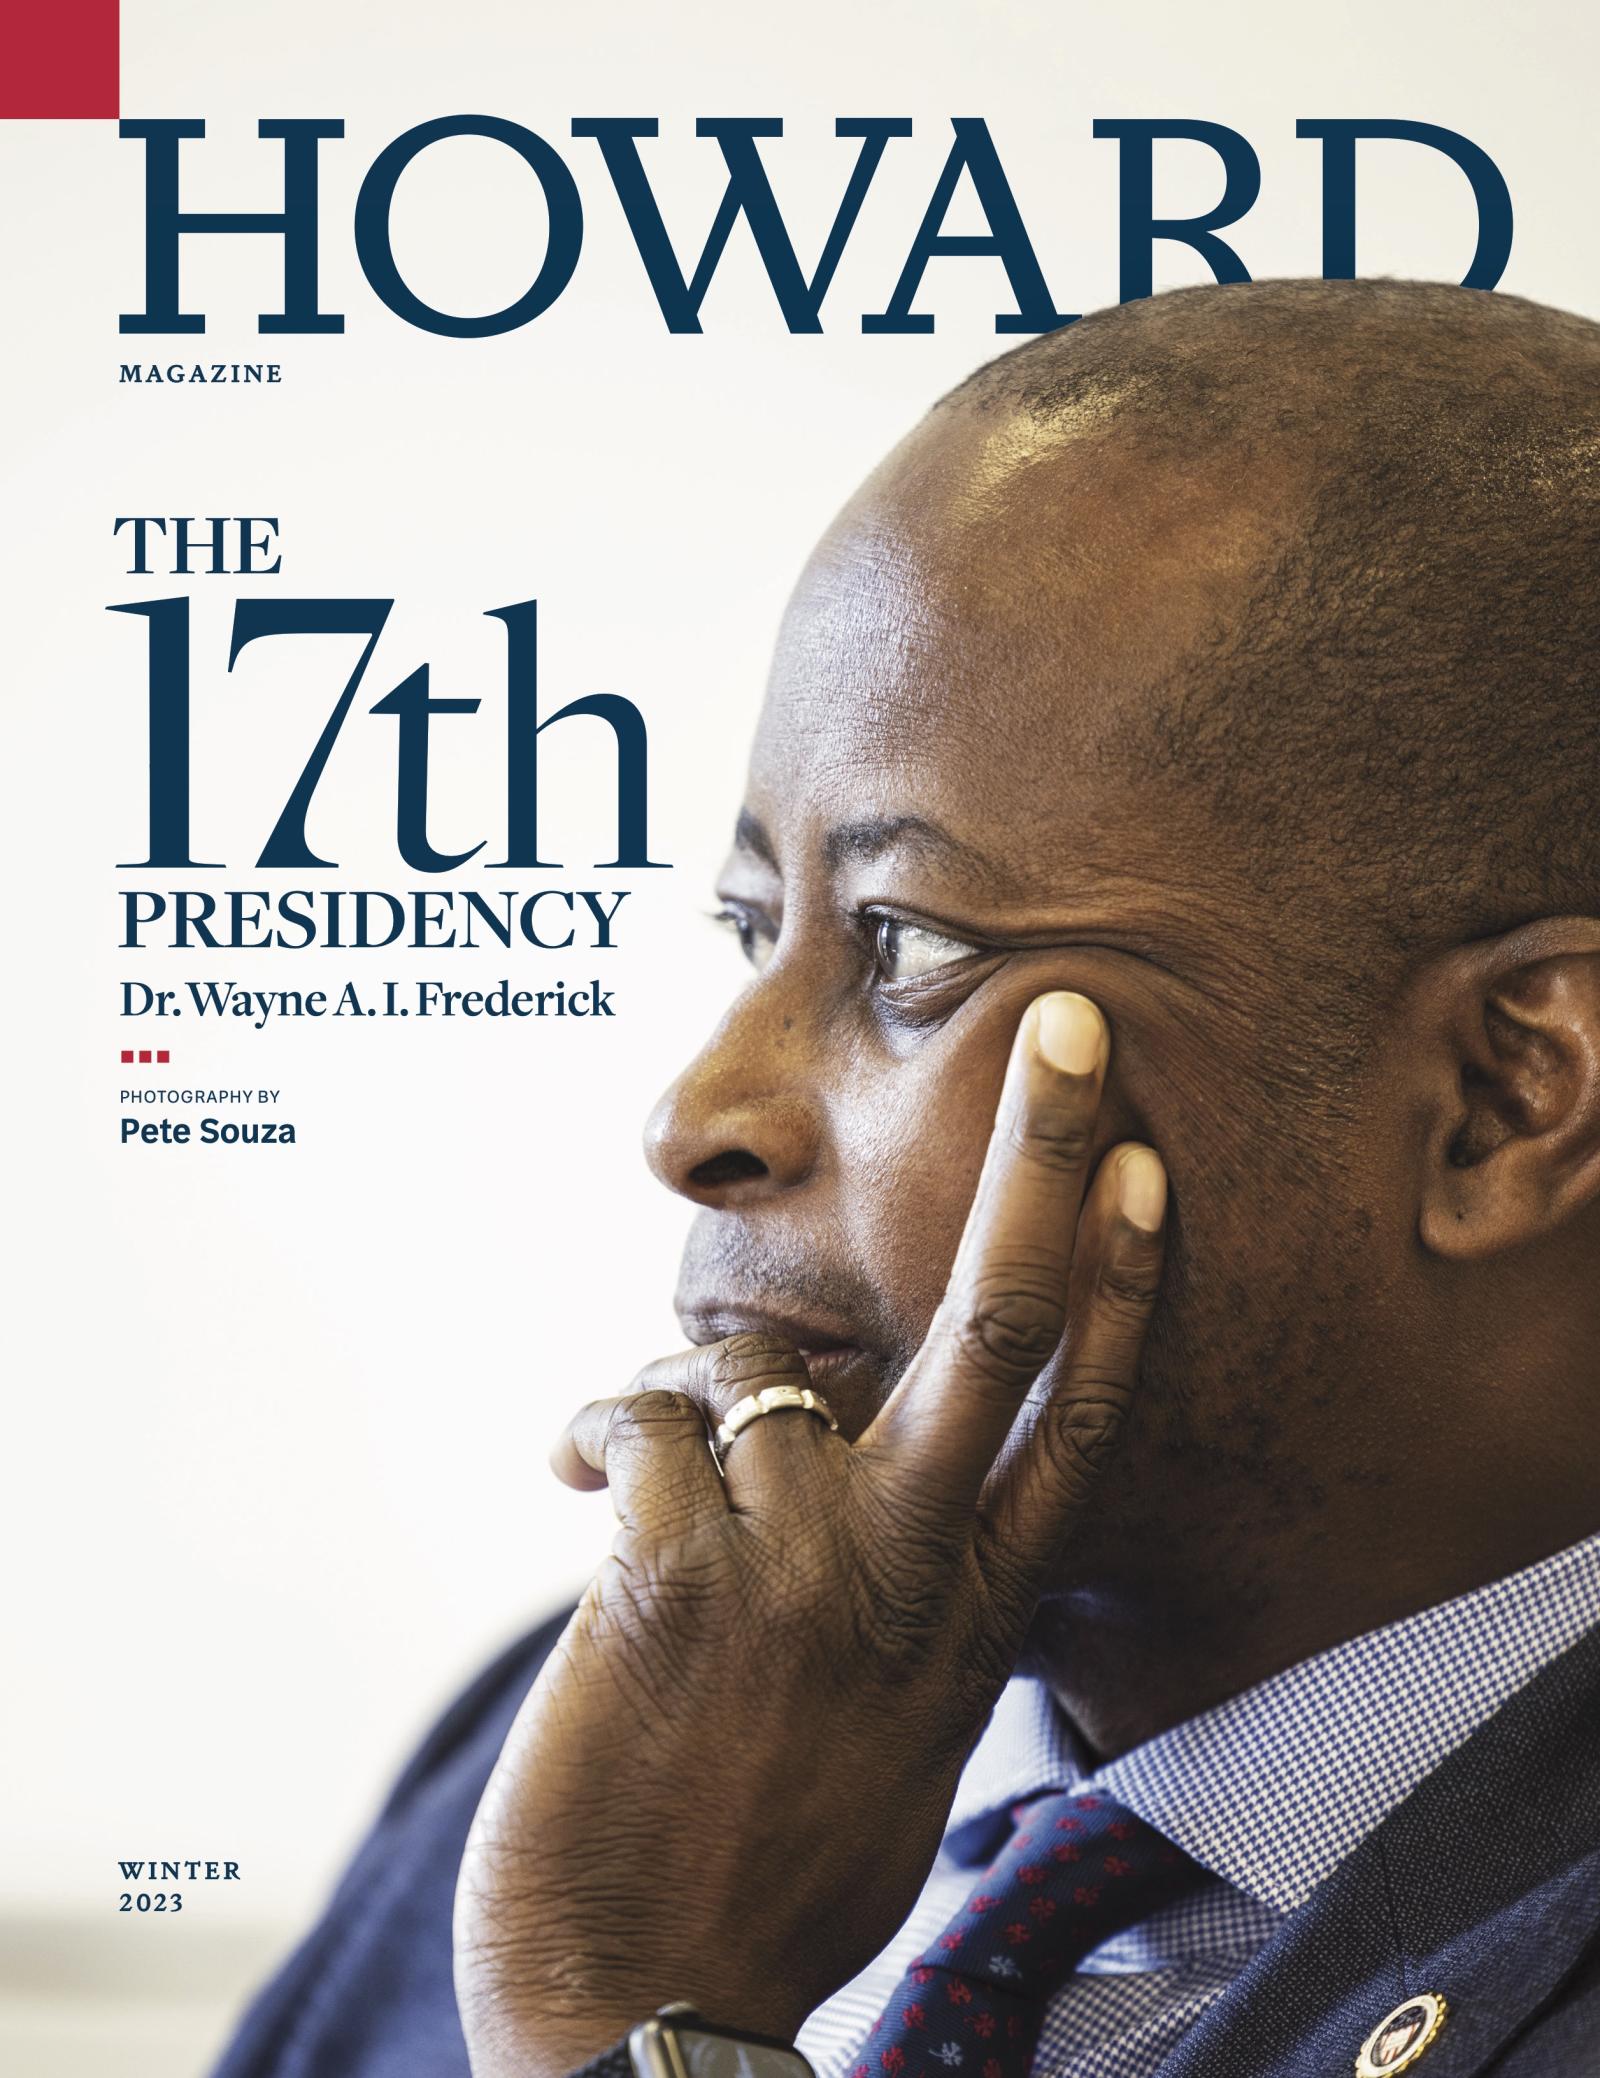 HOWARD
MAGAZINE
THE
17th
PRESIDENCY
Dr. Wayne A. I. Frederick
PHOTOGRAPHY BY
Pete Souza
WINTER
2023